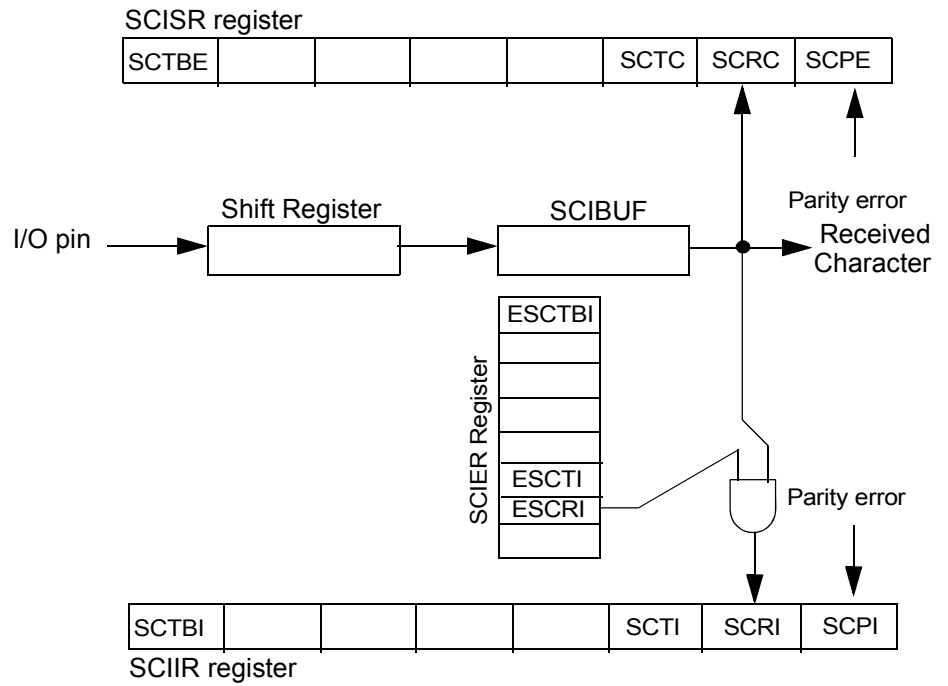 SCISR register
SCTBE SCTC SCRC SCPE
Parity error
Shift Register SCIBUF
I/O pin
Received
Character
ESCTBI
ESCTI
ESCRI
SCIER Register
Parity error
SCTBI SCTI SCRI SCPI
SCIIR register